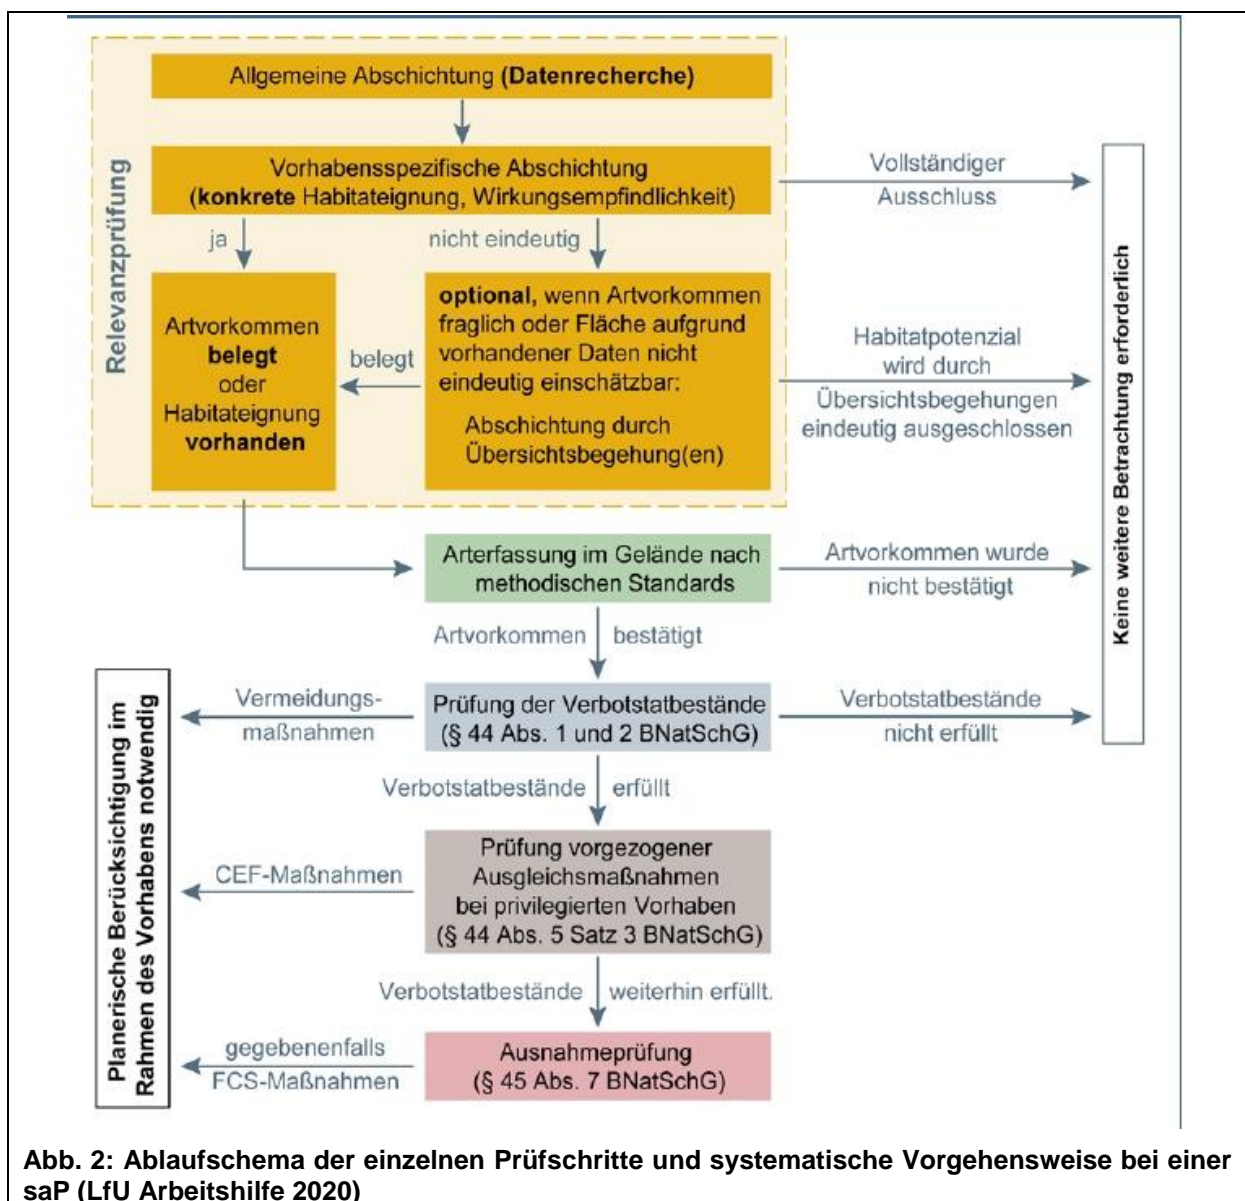 Allgemeine Abschichtung (Datenrecherche)
Relevanzprüfung
Vorhabensspezifische Abschichtung
(konkrete Habitateignung, Wirkungsempfindlichkeit)
Vollständiger
Ausschluss
ja
nicht eindeutig
Artvorkommen
belegt
oder
Habitateignung
vorhanden
belegt
optional, wenn Artvorkommen
fraglich oder Fläche aufgrund
vorhandener Daten nicht
eindeutig einschätzbar:
Abschichtung durch
Übersichtsbegehung(en)
Habitatpotenzial
wird durch
Übersichtsbegehungen
eindeutig ausgeschlossen
Keine weitere Betrachtung erforderlich
Arterfassung im Gelände nach
methodischen Standards
Artvorkommen wurde
nicht bestätigt
Artvorkommen bestätigt
Planerische Berücksichtigung im
Rahmen des Vorhabens notwendig
Vermeidungs-
maßnahmen
Prüfung der Verbotstatbestände
(§ 44 Abs. 1 und 2 BNatSchG)
Verbotstatbestände
nicht erfüllt
Verbotstatbestände erfüllt
CEF-Maßnahmen
Prüfung vorgezogener
Ausgleichsmaßnahmen
bei privilegierten Vorhaben
(§ 44 Abs. 5 Satz 3 BNatSchG)
Verbotstatbestände weiterhin erfüllt.
gegebenenfalls
FCS-Maßnahmen
Ausnahmeprüfung
(§ 45 Abs. 7 BNatSchG)
Abb. 2: Ablaufschema der einzelnen Prüfschritte und systematische Vorgehensweise bei einer
saP (LfU Arbeitshilfe 2020)